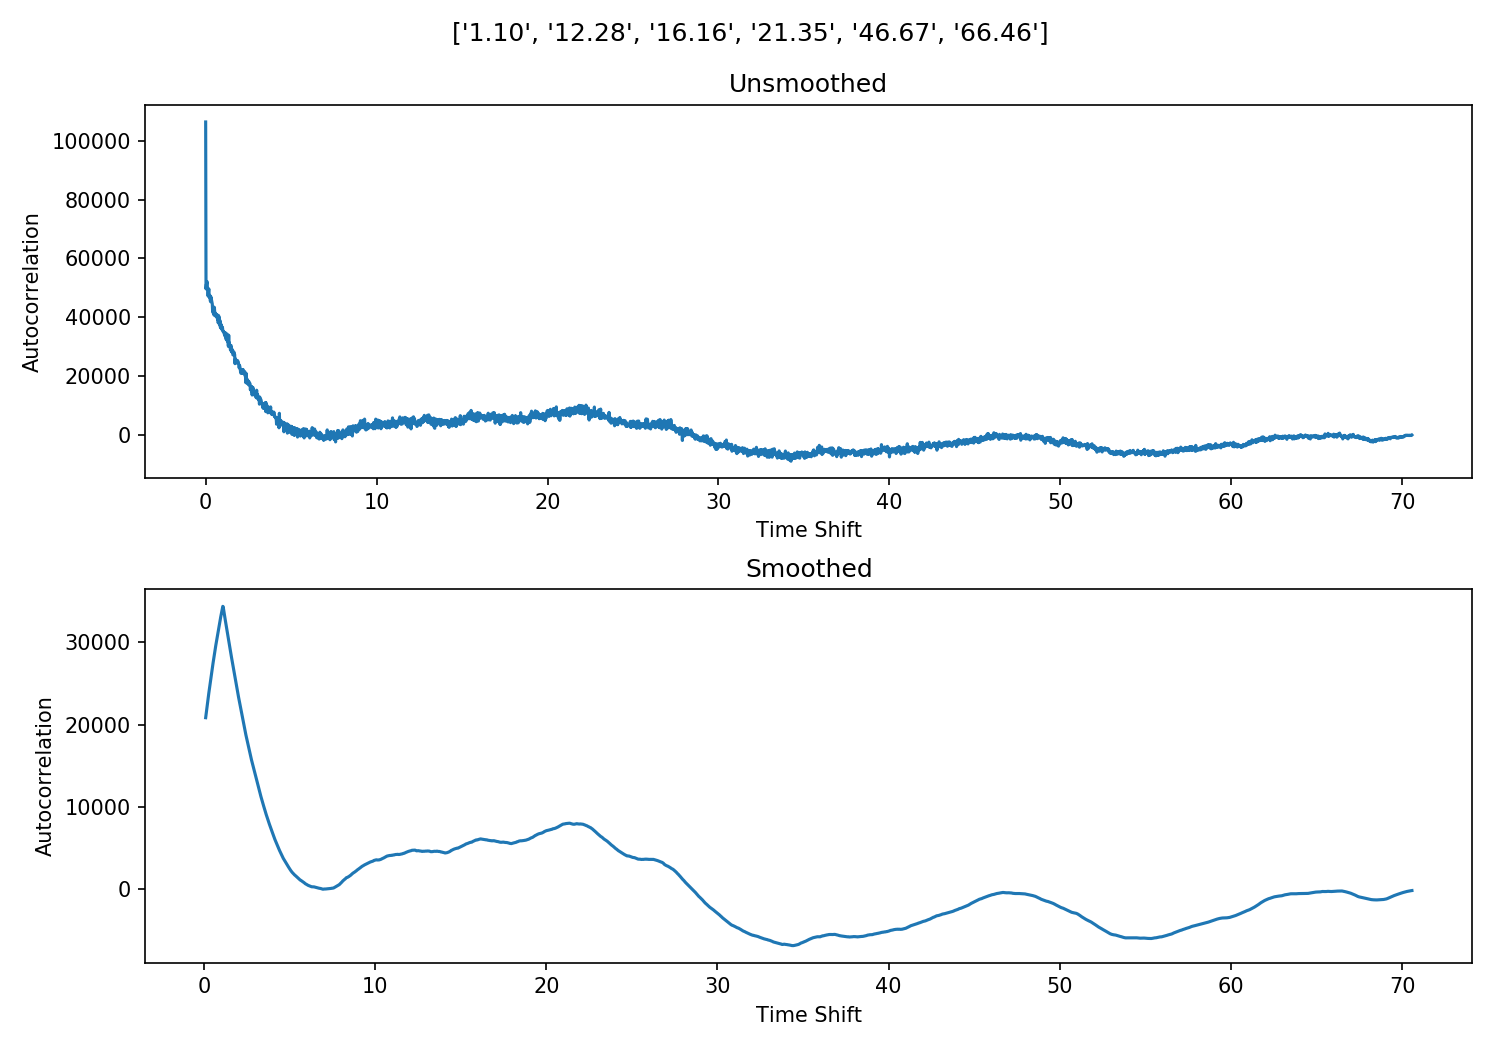 ['1.10', '12.28', '16.16', '21.35', '46.67', '66.46']
Unsmoothed
100000
80000
60000
40000
20000
0
Autocorrelation
0 10 20 30 40 50 60 70
Time Shift
Smoothed
30000
20000
10000
0
Autocorrelation
0 10 20 30 40 50 60 70
Time Shift